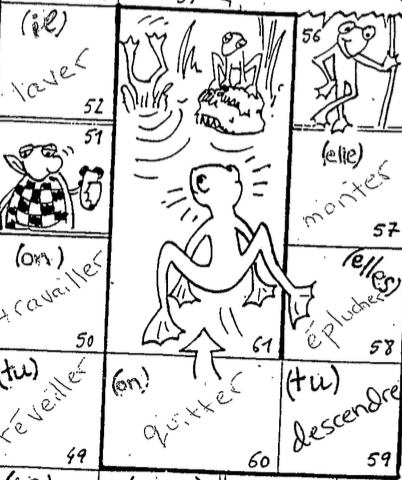 (il)
laver
52
56
51
(elle)
monter
57
(on)
travailler
50
(elles)
éplucher
58
61
(tu)
réveiller
49
(on)
quitter
60
(tu)
descendre
59